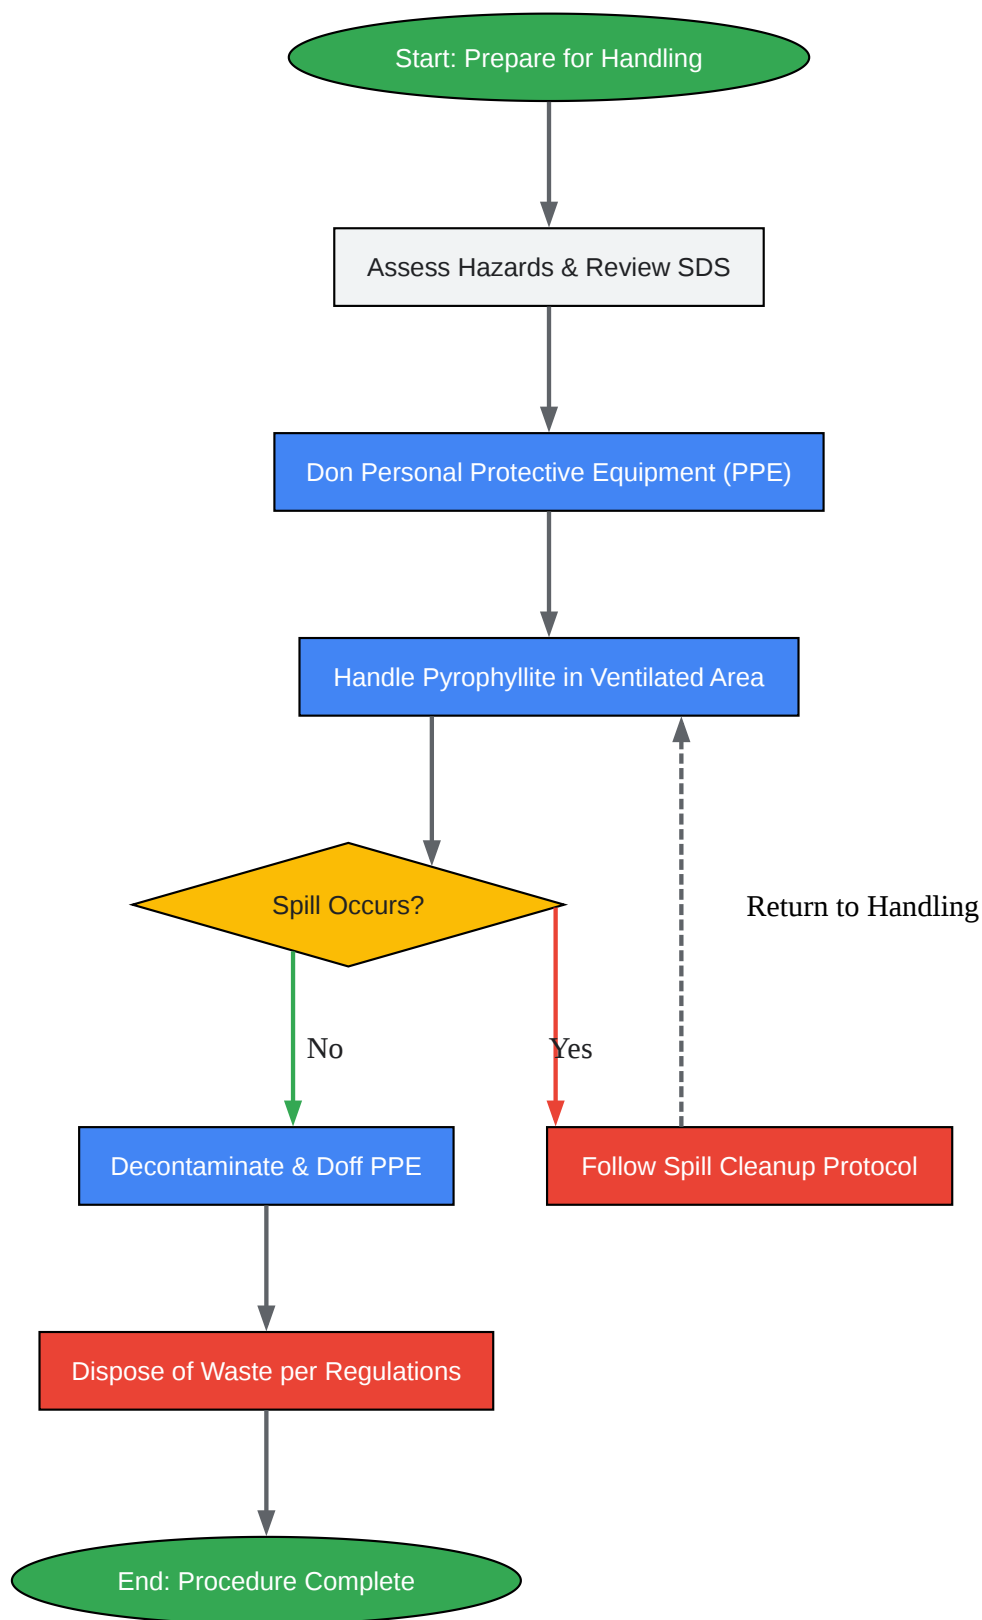 Start: Prepare for Handling
Assess Hazards & Review SDS
Don Personal Protective Equipment (PPE)
Handle Pyrophyllite in Ventilated Area
Spill Occurs?
Return to Handling
No
Yes
Decontaminate & Doff PPE
Follow Spill Cleanup Protocol
Dispose of Waste per Regulations
End: Procedure Complete